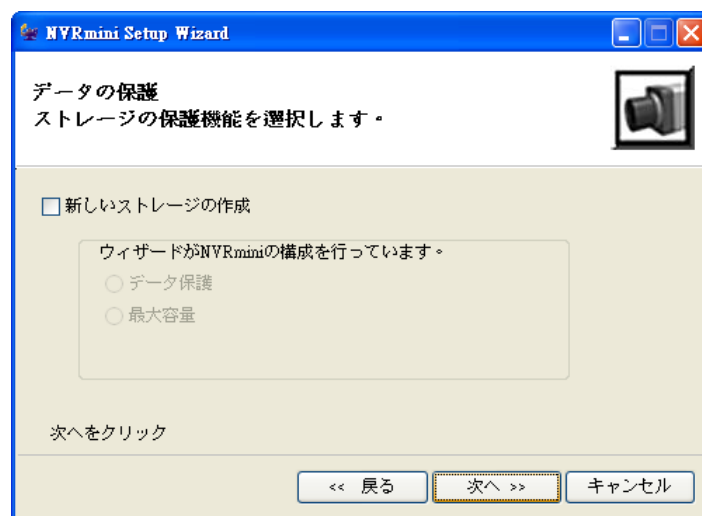 NVRmini Setup Wizard
データの保護
ストレージの保護機能を選択します。
新しいストレージの作成
ウィザードがNVRminiの構成を行っています。
データ保護
最大容量
次へをクリック
<< 戻る
次へ >>
キャンセル